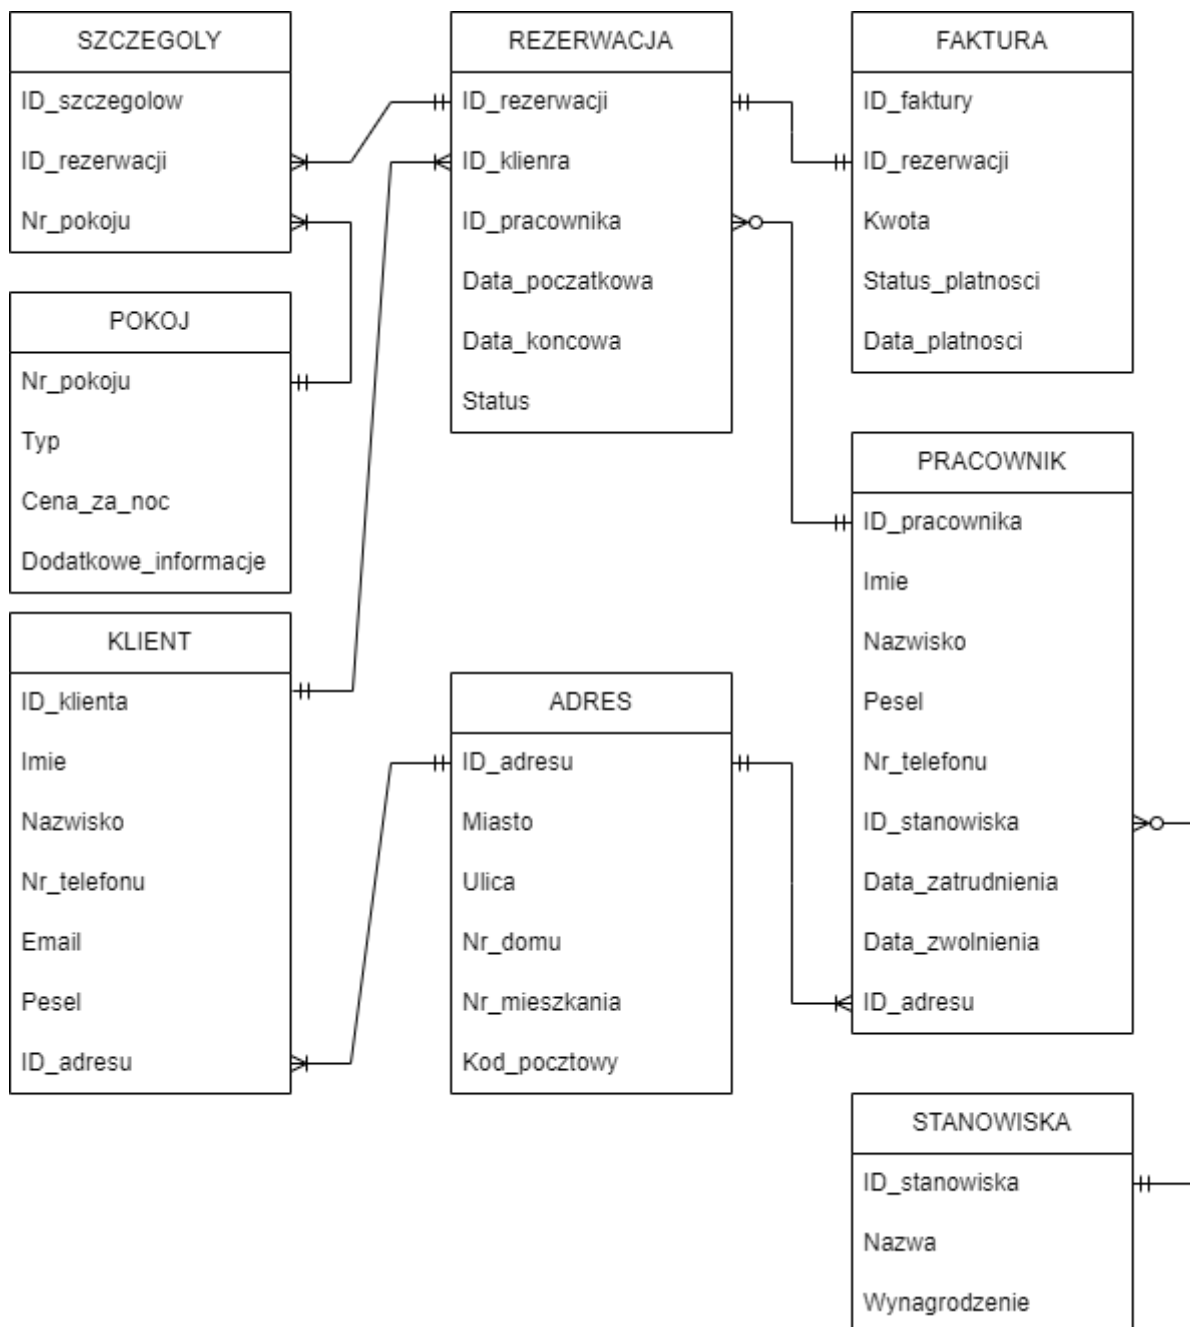 SZCZEGOLY
ID_szczegolow
ID_rezerwacji
Nr_pokoju
POKOJ
Nr_pokoju
Typ
Cena_za_noc
Dodatkowe_informacje
KLIENT
ID_klienta
Imie
Nazwisko
Nr_telefonu
Email
Pesel
ID_adresu
REZERWACJA
ID_rezerwacji
ID_klienra
ID_pracownika
Data_poczatkowa
Data_koncowa
Status
ADRES
ID_adresu
Miasto
Ulica
Nr_domu
Nr_mieszkania
Kod_pocztowy
FAKTURA
ID_faktury
ID_rezerwacji
Kwota
Status_platnosci
Data_platnosci
PRACOWNIK
ID_pracownika
Imie
Nazwisko
Pesel
Nr_telefonu
ID_stanowiska
Data_zatrudnienia
Data_zwolnienia
ID_adresu
STANOWISKA
ID_stanowiska
Nazwa
Wynagrodzenie